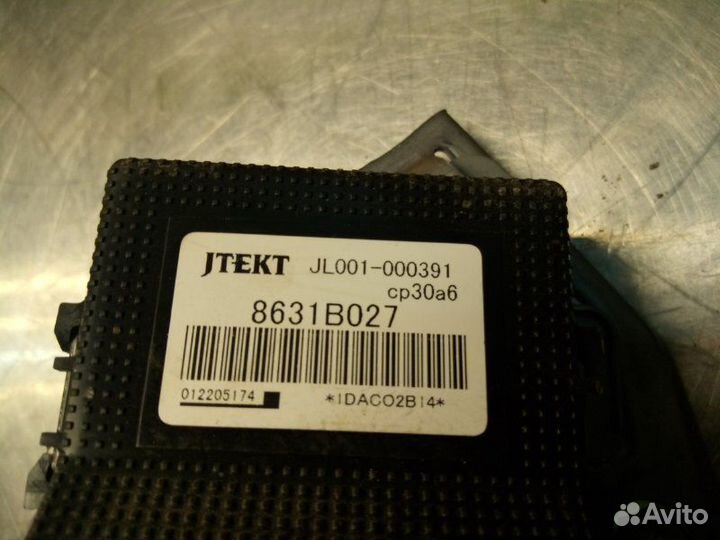 JTEKT JL001-000391
cp30a6
8631B027
012205174 *IDAC02B14*
Avito